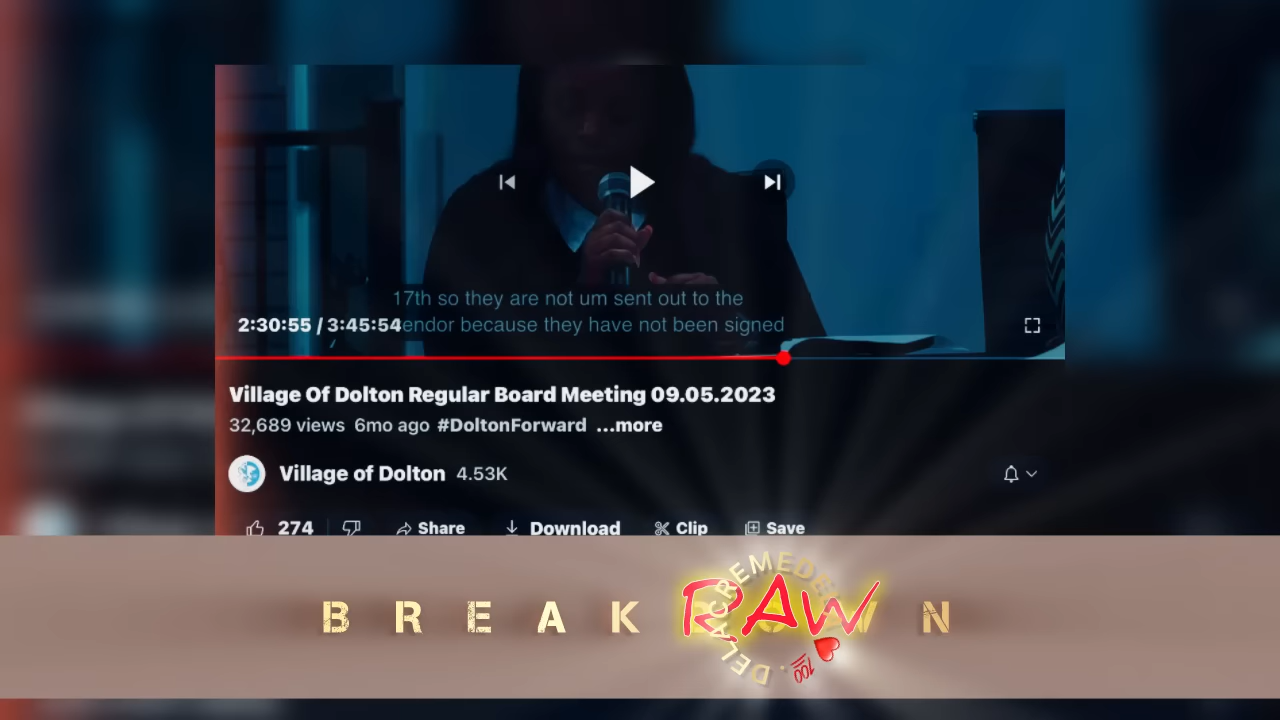 17th so they are not um sent out to the
2:30:55 / 3:45:54
endor because they have not been signed
Village Of Dolton Regular Board Meeting 09.05.2023
32,689 views 6mo ago #DoltonForward ...more
Village of Dolton 4.53K
274 Share Download Clip Save
BREAK
RAW
N
100